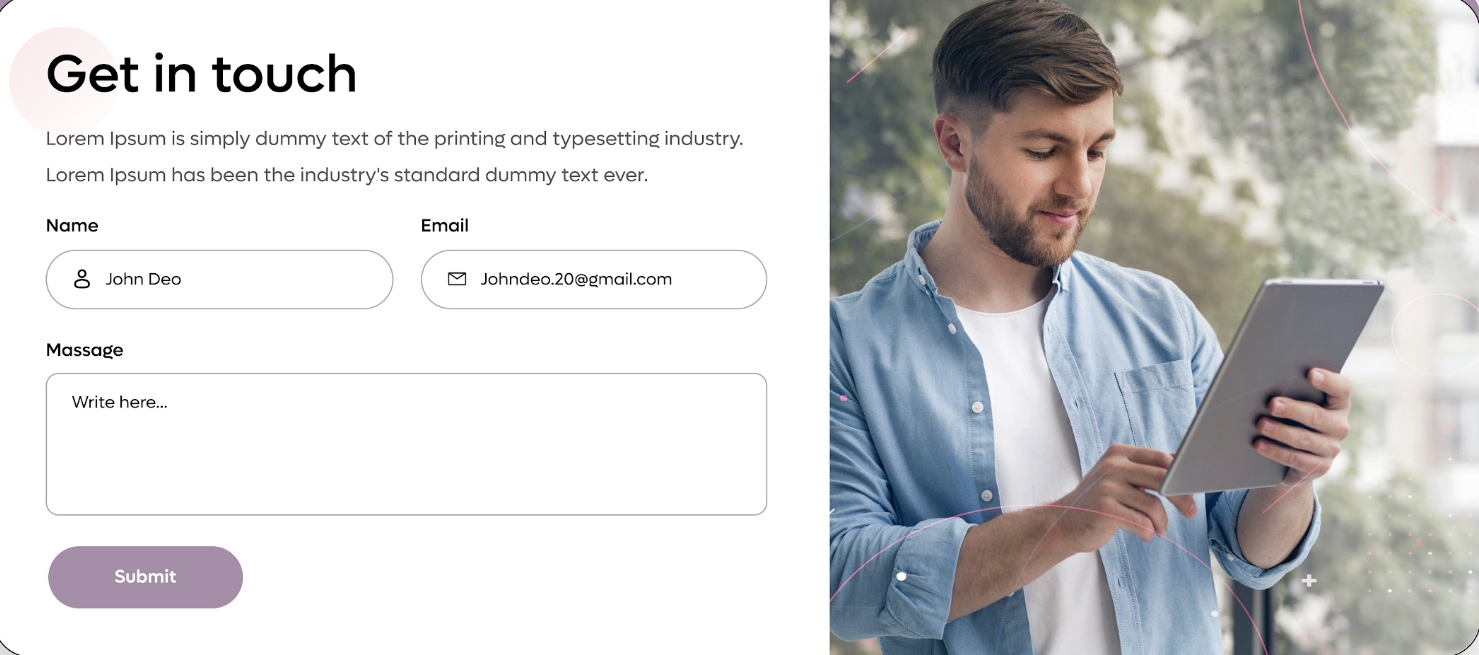 Get in touch
Lorem Ipsum is simply dummy text of the printing and typesetting industry.
Lorem Ipsum has been the industry's standard dummy text ever.
Name
Email
John Deo
Johndeo.20@gmail.com
Massage
Write here...
Submit